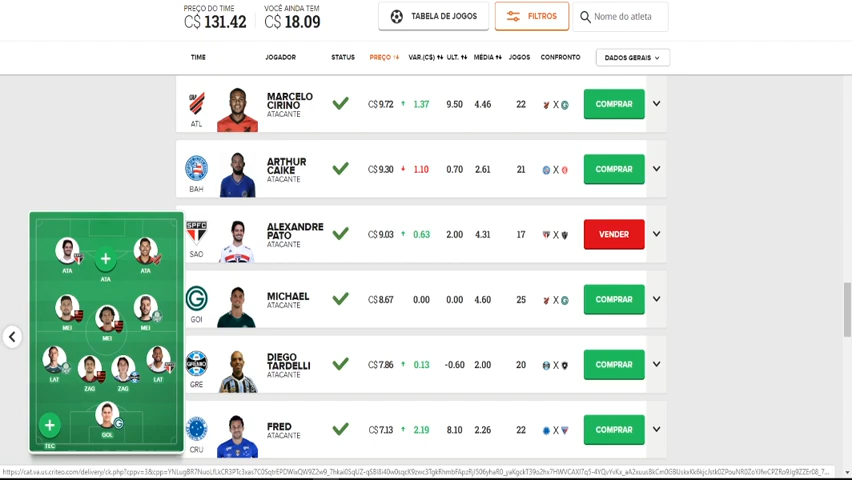 PREÇO DO TIME
C$ 131.42
VOCÊ AINDA TEM
C$ 18.09
TABELA DE JOGOS
FILTROS
Nome do atleta
TIME JOGADOR STATUS PREÇO VAR.(C$) ULT. MÉDIA JOGOS CONFRONTO DADOS GERAIS
ATL MARCELO CIRINO ATACANTE C$ 9.72 1.37 9.50 4.46 22 X COMPRAR
BAH ARTHUR CAIKE ATACANTE C$ 9.30 1.10 0.70 2.61 21 X COMPRAR
SPFC SAO ALEXANDRE PATO ATACANTE C$ 9.03 0.63 2.00 4.31 17 X VENDER
GOI MICHAEL ATACANTE C$ 8.67 0.00 0.00 4.60 25 X COMPRAR
GRE DIEGO TARDELLI ATACANTE C$ 7.86 0.13 -0.60 2.00 20 X COMPRAR
CRU FRED ATACANTE C$ 7.13 2.19 8.10 2.26 22 X COMPRAR
ATA ATA ATA
MEI MEI MEI
LAT ZAG ZAG LAT
GOL
TEC